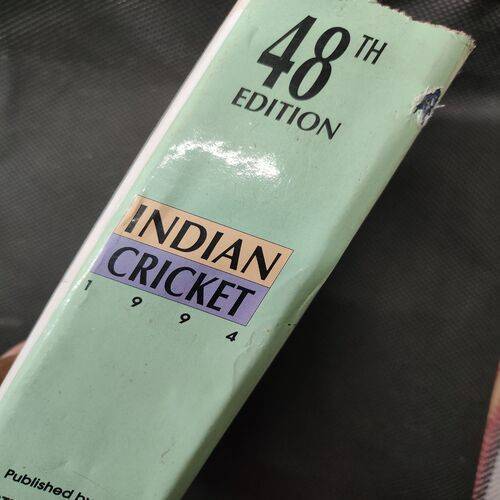 48TH
EDITION
INDIAN
CRICKET
1 9 9 4
Published by